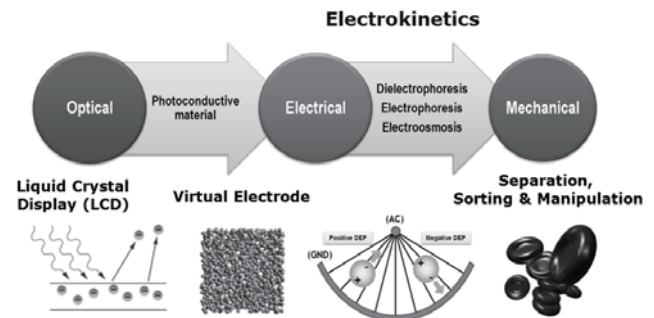 Electrokinetics
Optical
Photoconductive
material
Electrical
Dielectrophoresis
Electrophoresis
Electroosmosis
Mechanical
Liquid Crystal
Display (LCD)
Virtual Electrode
Separation,
Sorting & Manipulation
(AC)
Positive DEP
Negative DEP
(GND)
+
-
+
-